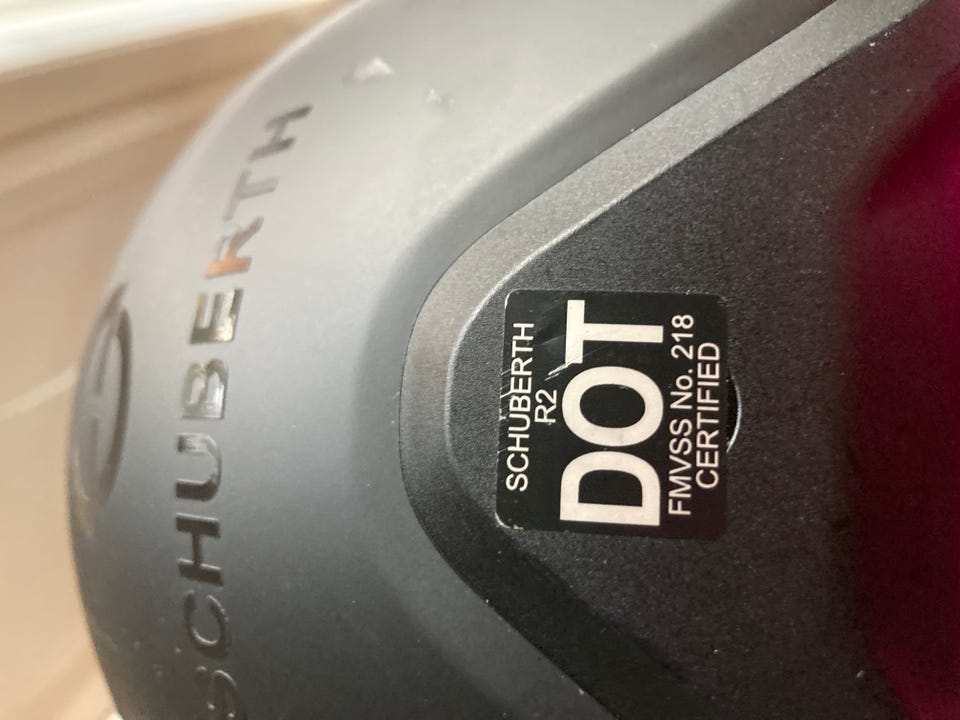 SCHUBERTH
SCHUBERTH
R2
DOT
FMVSS No. 218
CERTIFIED